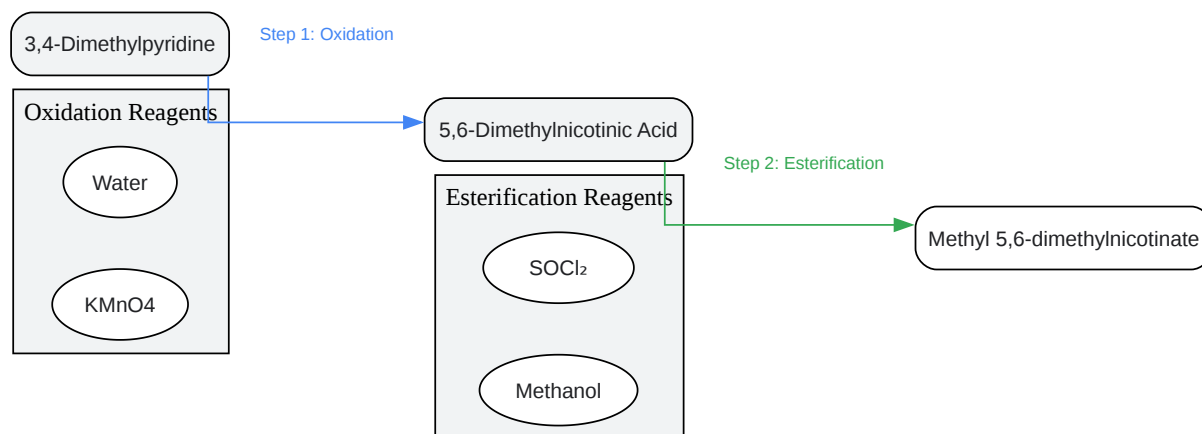 3,4-Dimethylpyridine
Step 1: Oxidation
Oxidation Reagents
Water
KMnO4
5,6-Dimethylnicotinic Acid
Step 2: Esterification
Esterification Reagents
SOCl₂
Methanol
Methyl 5,6-dimethylnicotinate